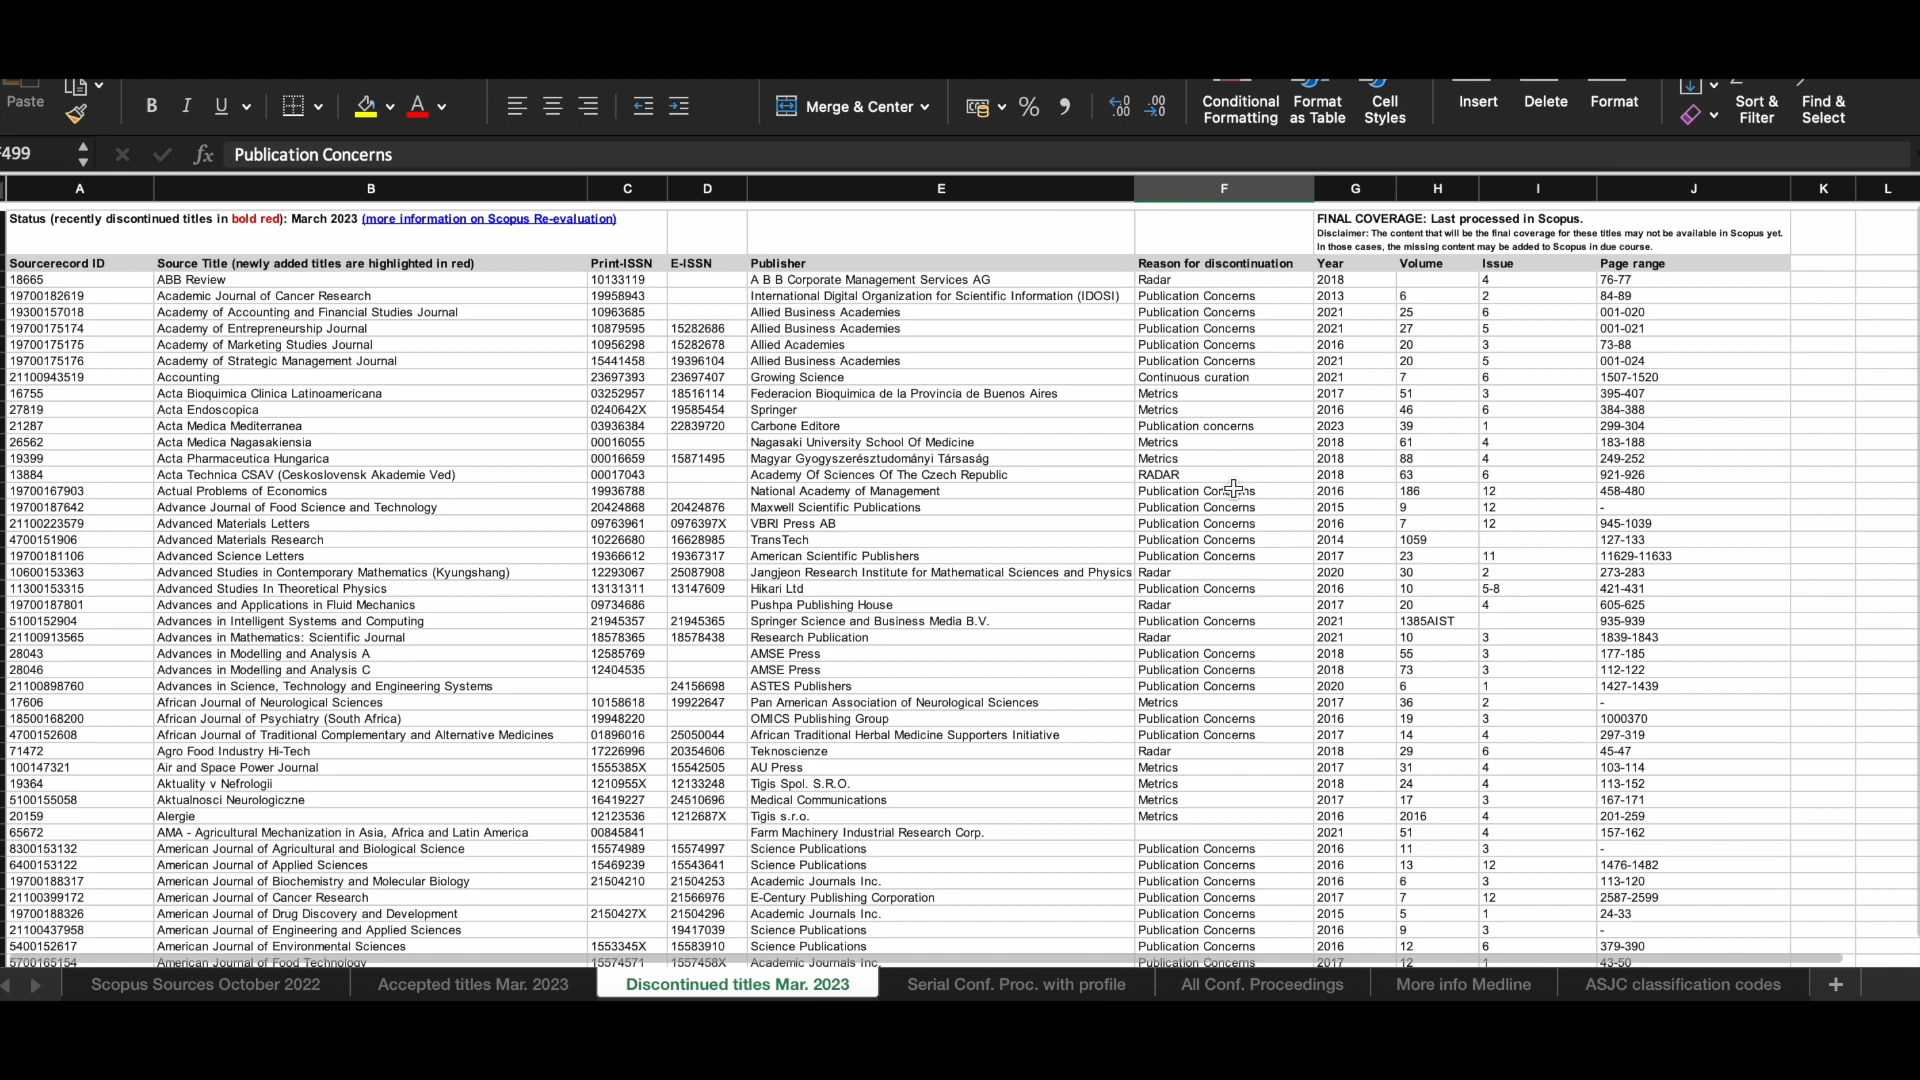 Paste B I U A Merge & Center % Conditional Formatting Format as Table Cell Styles Insert Delete Format Sort & Filter Find & Select
F499 fx Publication Concerns
A B C D E F G H I J K L
Status (recently discontinued titles in bold red): March 2023 (more information on Scopus Re-evaluation) FINAL COVERAGE: Last processed in Scopus.
Disclaimer: The content that will be the final coverage for these titles may not be available in Scopus yet.
In those cases, the missing content may be added to Scopus in due course.
Sourcerecord ID Source Title (newly added titles are highlighted in red) Print-ISSN E-ISSN Publisher Reason for discontinuation Year Volume Issue Page range
18665 ABB Review 10133119 A B B Corporate Management Services AG Radar 2018 4 76-77
19700182619 Academic Journal of Cancer Research 19958943 International Digital Organization for Scientific Information (IDOSI) Publication Concerns 2013 6 2 84-89
19300157018 Academy of Accounting and Financial Studies Journal 10963685 Allied Business Academies Publication Concerns 2021 25 6 001-020
19700175174 Academy of Entrepreneurship Journal 10879595 15282686 Allied Business Academies Publication Concerns 2021 27 5 001-021
19700175175 Academy of Marketing Studies Journal 10956298 15282678 Allied Academies Publication Concerns 2016 20 3 73-88
19700175176 Academy of Strategic Management Journal 15441458 19396104 Allied Business Academies Publication Concerns 2021 20 5 001-024
21100943519 Accounting 23697393 23697407 Growing Science Continuous curation 2021 7 6 1507-1520
16755 Acta Bioquimica Clinica Latinoamericana 03252957 18516114 Federacion Bioquimica de la Provincia de Buenos Aires Metrics 2017 51 3 395-407
27819 Acta Endoscopica 0240642X 19585454 Springer Metrics 2016 46 6 384-388
21287 Acta Medica Mediterranea 03936384 22839720 Carbone Editore Publication concerns 2023 39 1 299-304
26562 Acta Medica Nagasakiensia 00016055 Nagasaki University School Of Medicine Metrics 2018 61 4 183-188
19399 Acta Pharmaceutica Hungarica 00016659 15871495 Magyar Gyogyszerésztudományi Társaság Metrics 2018 88 4 249-252
13884 Acta Technica CSAV (Ceskoslovensk Akademie Ved) 00017043 Academy Of Sciences Of The Czech Republic RADAR 2018 63 6 921-926
19700167903 Actual Problems of Economics 19936788 National Academy of Management Publication Concerns 2016 186 12 458-480
19700187642 Advance Journal of Food Science and Technology 20424868 20424876 Maxwell Scientific Publications Publication Concerns 2015 9 12 -
21100223579 Advanced Materials Letters 09763961 0976397X VBRI Press AB Publication Concerns 2016 7 12 945-1039
4700151906 Advanced Materials Research 10226680 16628985 TransTech Publication Concerns 2014 1059 127-133
19700181106 Advanced Science Letters 19366612 19367317 American Scientific Publishers Publication Concerns 2017 23 11 11629-11633
10600153363 Advanced Studies in Contemporary Mathematics (Kyungshang) 12293067 25087908 Jangjeon Research Institute for Mathematical Sciences and Physics Radar 2020 30 2 273-283
11300153315 Advanced Studies In Theoretical Physics 13131311 13147609 Hikari Ltd Publication Concerns 2016 10 5-8 421-431
19700187801 Advances and Applications in Fluid Mechanics 09734686 Pushpa Publishing House Radar 2017 20 4 605-625
5100152904 Advances in Intelligent Systems and Computing 21945357 21945365 Springer Science and Business Media B.V. Publication Concerns 2021 1385AIST 935-939
21100913565 Advances in Mathematics: Scientific Journal 18578365 18578438 Research Publication Radar 2021 10 3 1839-1843
28043 Advances in Modelling and Analysis A 12585769 AMSE Press Publication Concerns 2018 55 3 177-185
28046 Advances in Modelling and Analysis C 12404535 AMSE Press Publication Concerns 2018 73 3 112-122
21100898760 Advances in Science, Technology and Engineering Systems 24156698 ASTES Publishers Publication Concerns 2020 6 1 1427-1439
17606 African Journal of Neurological Sciences 10158618 19922647 Pan American Association of Neurological Sciences Metrics 2017 36 2 -
18500168200 African Journal of Psychiatry (South Africa) 19948220 OMICS Publishing Group Publication Concerns 2016 19 3 1000370
4700152608 African Journal of Traditional Complementary and Alternative Medicines 01896016 25050044 African Traditional Herbal Medicine Supporters Initiative Publication Concerns 2017 14 4 297-319
71472 Agro Food Industry Hi-Tech 17226996 20354606 Teknoscienze Radar 2018 29 6 45-47
100147321 Air and Space Power Journal 1555385X 15542505 AU Press Metrics 2017 31 4 103-114
19364 Aktuality v Nefrologii 1210955X 12133248 Tigis Spol. S.R.O. Metrics 2018 24 4 113-152
5100155058 Aktualnosci Neurologiczne 16419227 24510696 Medical Communications Metrics 2017 17 3 167-171
20159 Alergie 12123536 1212687X Tigis s.r.o. Metrics 2016 2016 4 201-259
65672 AMA - Agricultural Mechanization in Asia, Africa and Latin America 00845841 Farm Machinery Industrial Research Corp. 2021 51 4 157-162
8300153132 American Journal of Agricultural and Biological Science 15574989 15574997 Science Publications Publication Concerns 2016 11 3 -
6400153122 American Journal of Applied Sciences 15469239 15543641 Science Publications Publication Concerns 2016 13 12 1476-1482
19700188317 American Journal of Biochemistry and Molecular Biology 21504210 21504253 Academic Journals Inc. Publication Concerns 2016 6 3 113-120
21100399172 American Journal of Cancer Research 21566976 E-Century Publishing Corporation Publication Concerns 2017 7 12 2587-2599
19700188326 American Journal of Drug Discovery and Development 2150427X 21504296 Academic Journals Inc. Publication Concerns 2015 5 1 24-33
21100437958 American Journal of Engineering and Applied Sciences 19417039 Science Publications Publication Concerns 2016 9 3 -
5400152617 American Journal of Environmental Sciences 1553345X 15583910 Science Publications Publication Concerns 2016 12 6 379-390
5700165154 American Journal of Food Technology 15574571 1557458X Academic Journals Inc. Publication Concerns 2017 12 1 43-50
Scopus Sources October 2022 Accepted titles Mar. 2023 Discontinued titles Mar. 2023 Serial Conf. Proc. with profile All Conf. Proceedings More info Medline ASJC classification codes +